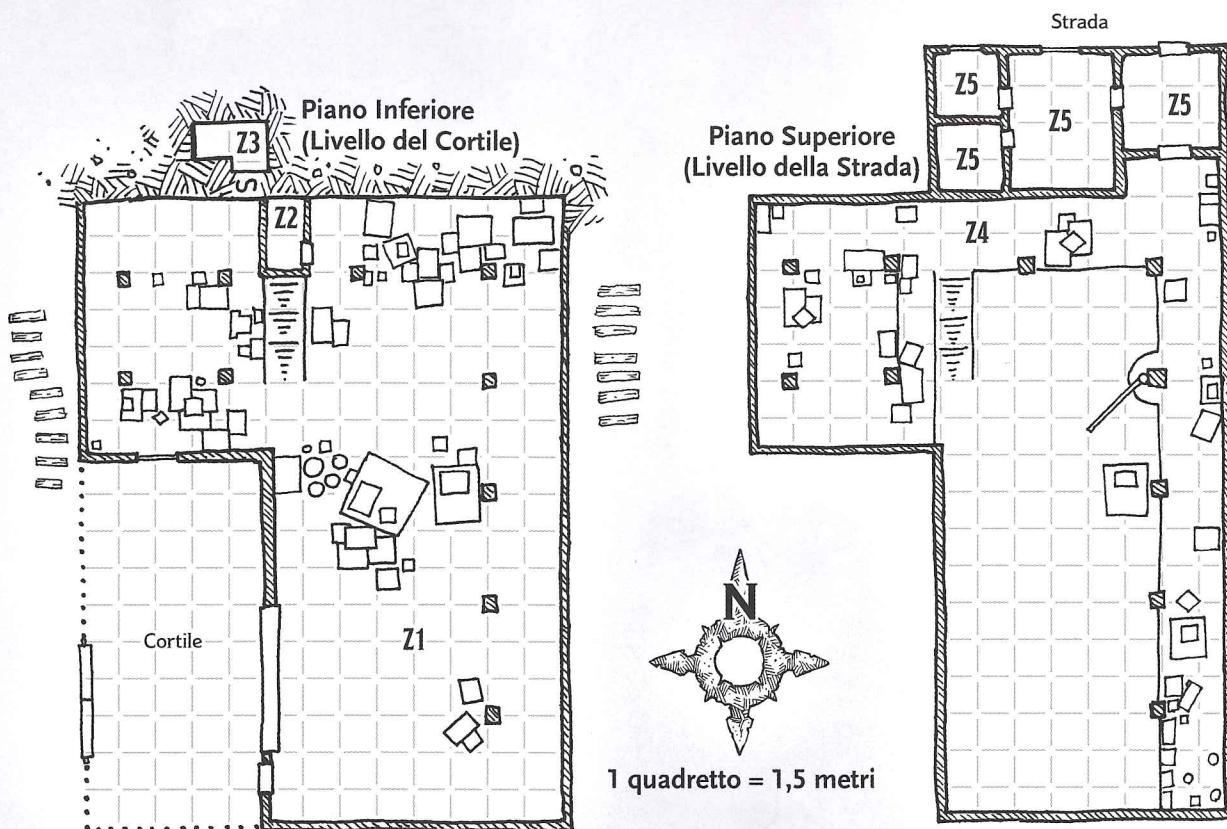 Strada
Piano Inferiore
(Livello del Cortile)
Z3
S
Z2
Piano Superiore
(Livello della Strada)
Z5
Z5
Z5
Z5
Z4
Cortile
Z1
N
1 quadretto = 1,5 metri